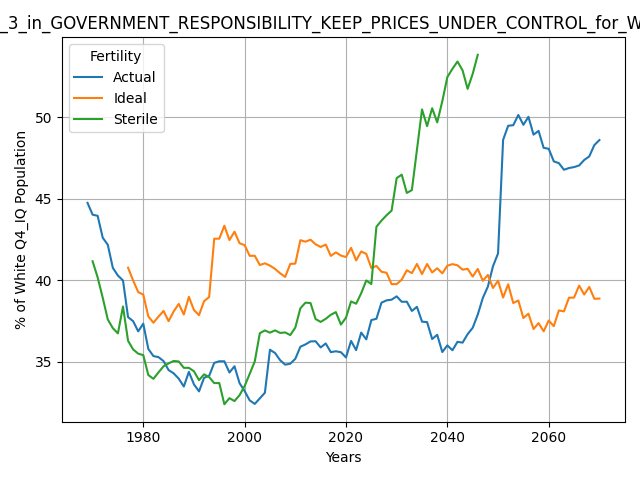 _3_in_GOVERNMENT_RESPONSIBILITY_KEEP_PRICES_UNDER_CONTROL_for_W
Fertility
Actual
Ideal
Sterile
% of White Q4_IQ Population
50
45
40
35
1980
2000
2020
2040
2060
Years